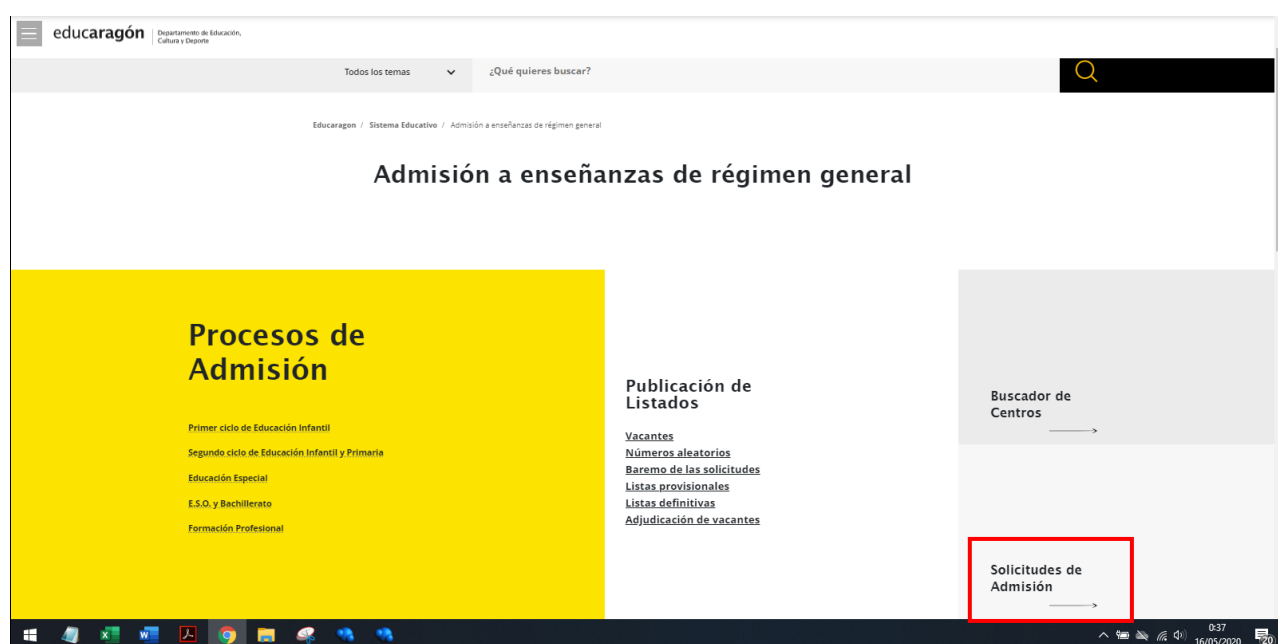 educaragón
Departamento de Educación,
Cultura y Deporte
Todos los temas
¿Qué quieres buscar?
Educaragon / Sistema Educativo / Admisión a enseñanzas de régimen general
Admisión a enseñanzas de régimen general
Procesos de
Admisión
Primer ciclo de Educación Infantil
Segundo ciclo de Educación Infantil y Primaria
Educación Especial
E.S.O. y Bachillerato
Formación Profesional
Publicación de
Listados
Vacantes
Números aleatorios
Baremo de las solicitudes
Listas provisionales
Listas definitivas
Adjudicación de vacantes
Buscador de
Centros
Solicitudes de
Admisión
0:37
16/05/2020
20